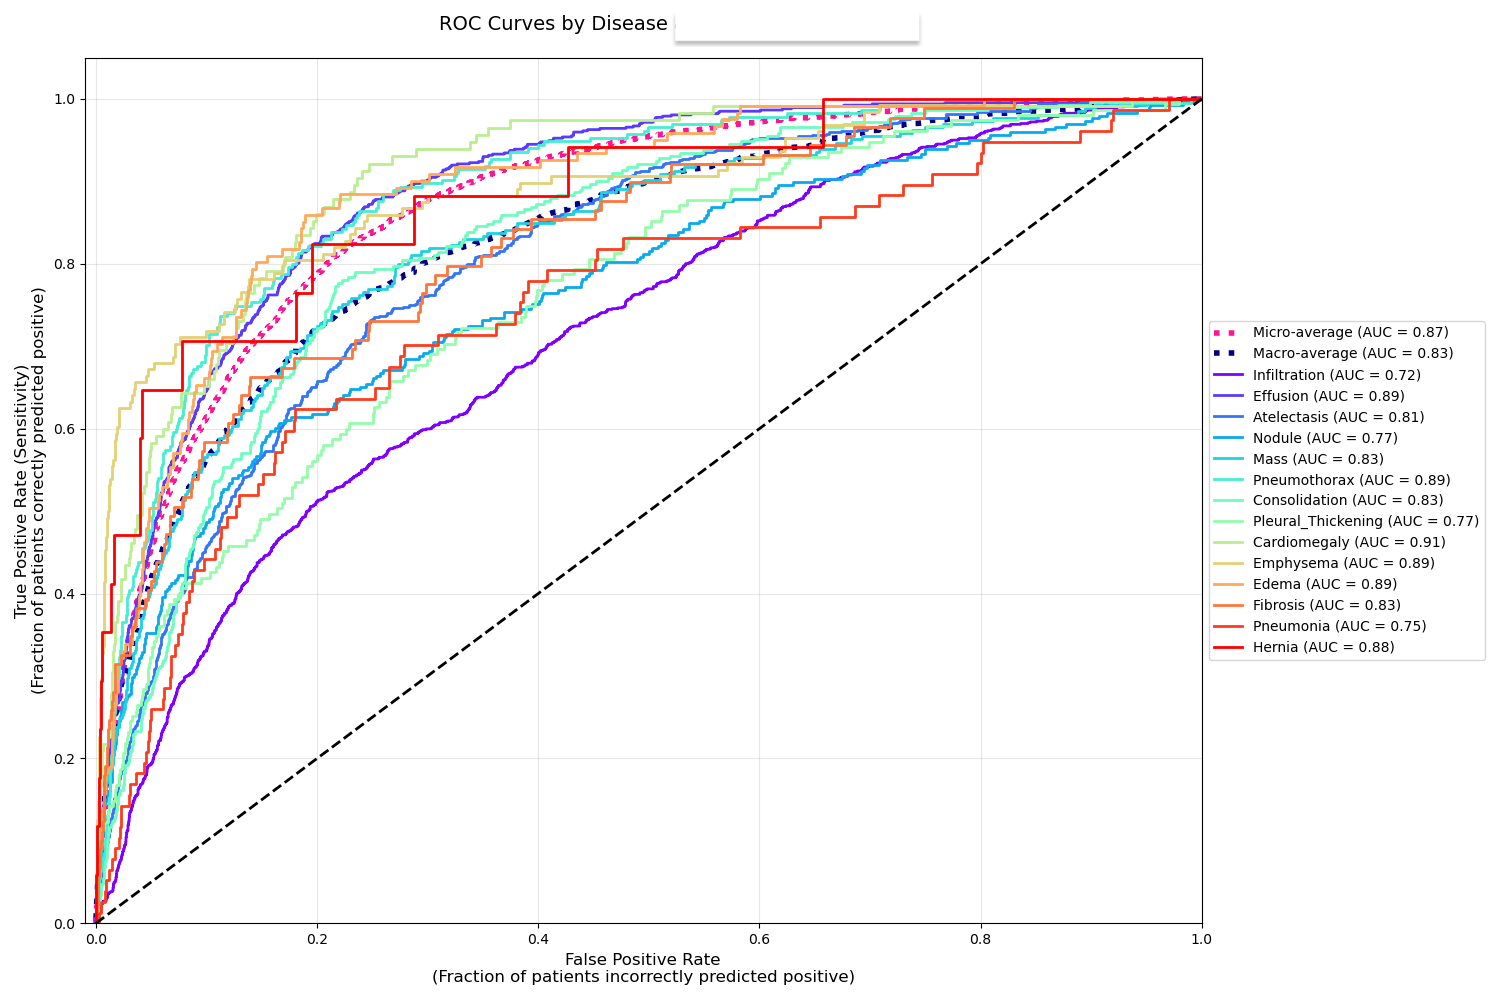 ROC Curves by Disease
True Positive Rate (Sensitivity)
(Fraction of patients correctly predicted positive)
1.0
0.8
0.6
0.4
0.2
0.0
0.0 0.2 0.4 0.6 0.8 1.0
False Positive Rate
(Fraction of patients incorrectly predicted positive)
Micro-average (AUC = 0.87)
Macro-average (AUC = 0.83)
Infiltration (AUC = 0.72)
Effusion (AUC = 0.89)
Atelectasis (AUC = 0.81)
Nodule (AUC = 0.77)
Mass (AUC = 0.83)
Pneumothorax (AUC = 0.89)
Consolidation (AUC = 0.83)
Pleural_Thickening (AUC = 0.77)
Cardiomegaly (AUC = 0.91)
Emphysema (AUC = 0.89)
Edema (AUC = 0.89)
Fibrosis (AUC = 0.83)
Pneumonia (AUC = 0.75)
Hernia (AUC = 0.88)